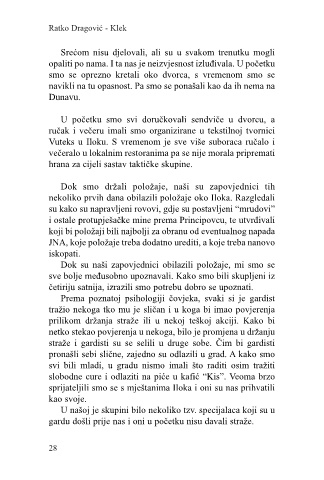 Ratko Dragović - Klek
Srećom nisu djelovali, ali su u svakom trenutku mogli
opaliti po nama. I ta nas je neizvjesnost izluđivala. U početku
smo se oprezno kretali oko dvorca, s vremenom smo se
navikli na tu opasnost. Pa smo se ponašali kao da ih nema na
Dunavu.
U početku smo svi doručkovali sendviče u dvorcu, a
ručak i večeru imali smo organizirane u tekstilnoj tvornici
Vuteks u Iloku. S vremenom je sve više suboraca ručalo i
večeralo u lokalnim restoranima pa se nije morala pripremati
hrana za cijeli sastav taktičke skupine.
Dok smo držali položaje, naši su zapovjednici tih
nekoliko prvih dana obilazili položaje oko Iloka. Razgledali
su kako su napravljeni rovovi, gdje su postavljeni “mrudovi”
i ostale protupješačke mine prema Principovcu, te utvrđivali
koji bi položaji bili najbolji za obranu od eventualnog napada
JNA, koje položaje treba dodatno urediti, a koje treba nanovo
iskopati.
Dok su naši zapovjednici obilazili položaje, mi smo se
sve bolje međusobno upoznavali. Kako smo bili skupljeni iz
četiriju satnija, izrazili smo potrebu dobro se upoznati.
Prema poznatoj psihologiji čovjeka, svaki si je gardist
tražio nekoga tko mu je sličan i u koga bi imao povjerenja
prilikom držanja straže ili u nekoj teškoj akciji. Kako bi
netko stekao povjerenja u nekoga, bilo je promjena u držanju
straže i gardisti su se selili u druge sobe. Čim bi gardisti
pronašli sebi slične, zajedno su odlazili u grad. A kako smo
svi bili mladi, u gradu nismo imali što raditi osim tražiti
slobodne cure i odlaziti na piće u kafić “Kis”. Veoma brzo
sprijateljili smo se s mještanima Iloka i oni su nas prihvatili
kao svoje.
U našoj je skupini bilo nekoliko tzv. specijalaca koji su u
gardu došli prije nas i oni u početku nisu davali straže.
28